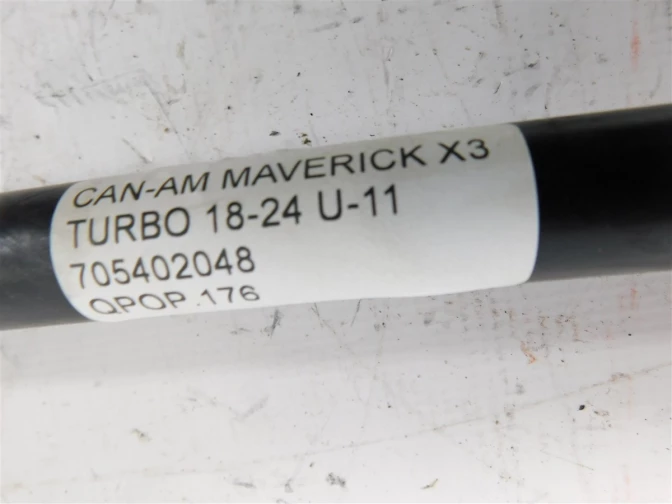 CAN-AM MAVERICK X3
TURBO 18-24 U-11
705402048
QPOP.176